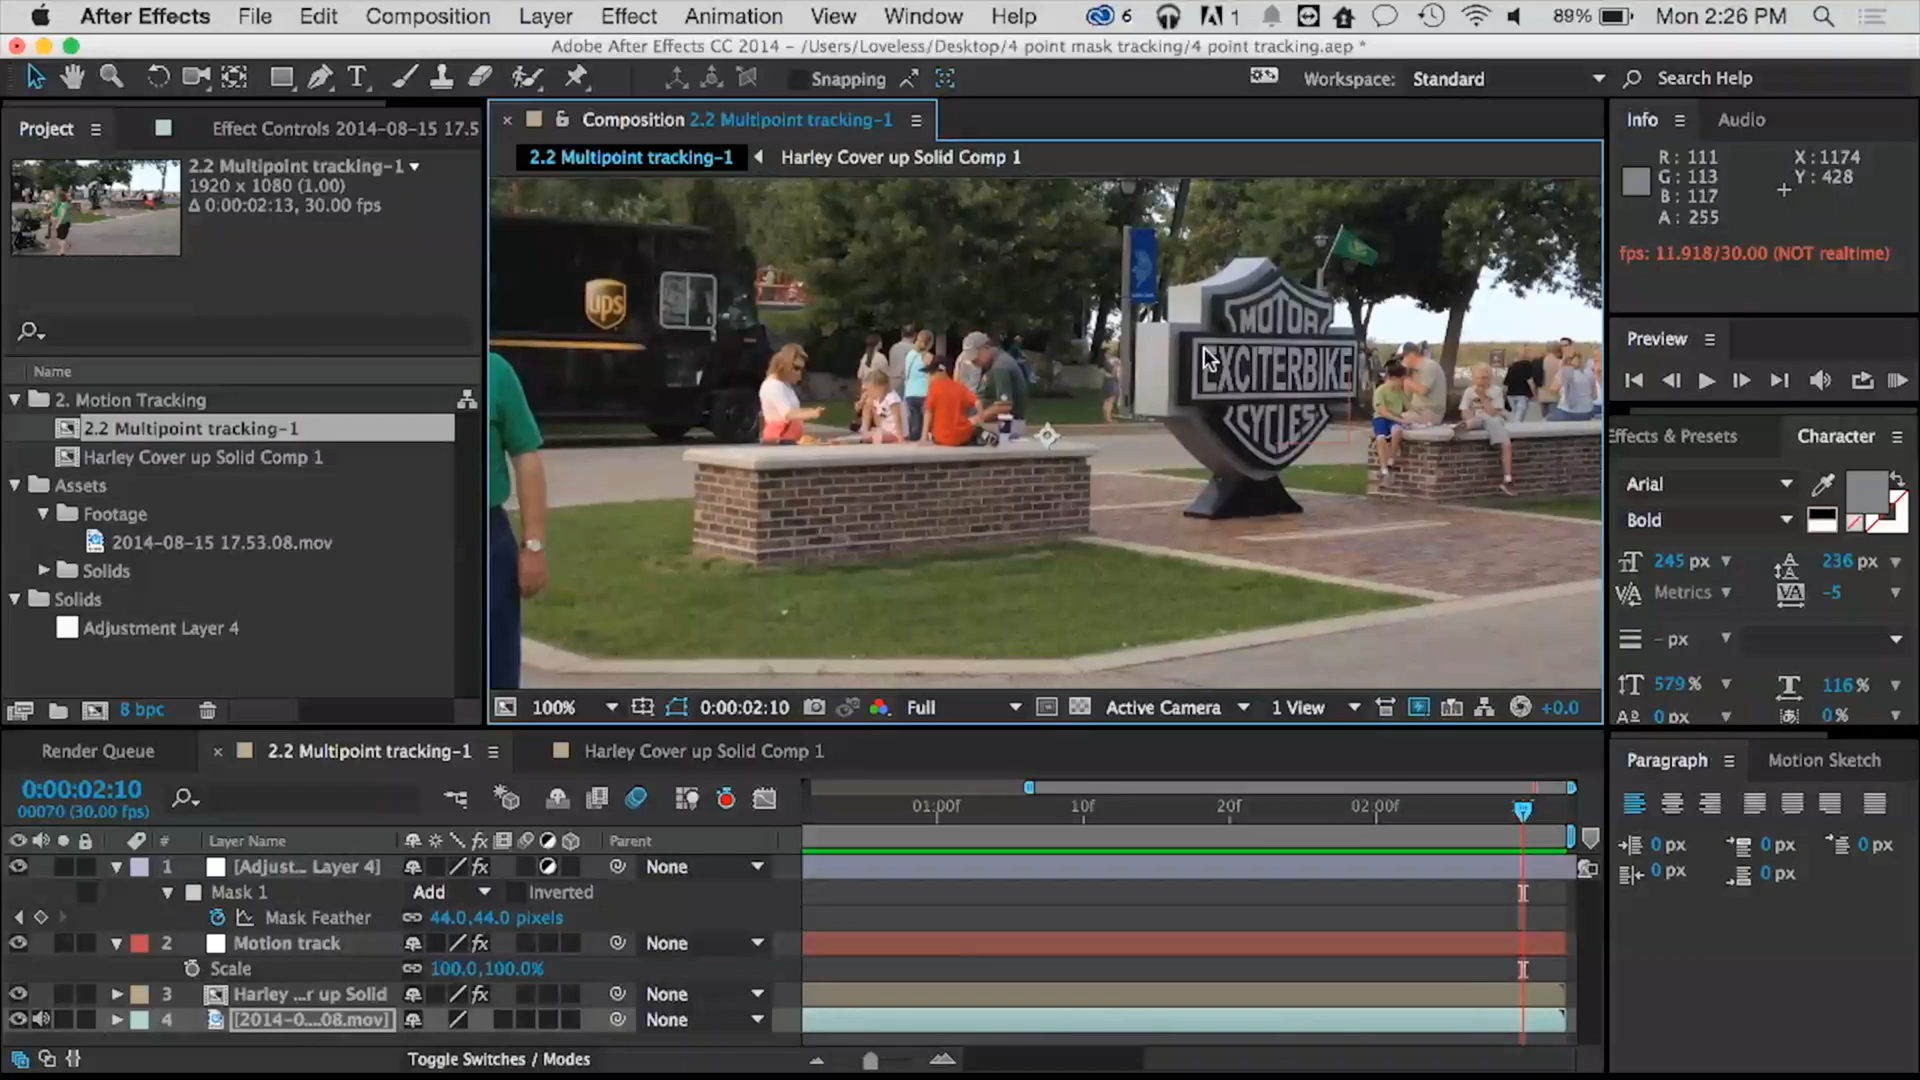 After Effects File Edit Composition Layer Effect Animation View Window Help 6 1 89% Mon 2:26 PM
Adobe After Effects CC 2014 - /Users/Loveless/Desktop/4 point mask tracking/4 point tracking.aep *
Snapping Workspace: Standard Search Help
Project Effect Controls 2014-08-15 17.5
2.2 Multipoint tracking-1
1920 x 1080 (1.00)
Δ 0:00:02:13, 30.00 fps
Name
2. Motion Tracking
2.2 Multipoint tracking-1
Harley Cover up Solid Comp 1
Assets
Footage
2014-08-15 17.53.08.mov
Solids
Solids
Adjustment Layer 4
8 bpc
Composition 2.2 Multipoint tracking-1
2.2 Multipoint tracking-1 Harley Cover up Solid Comp 1
ups
MOTOR
EXCITERBIKE
CYCLES
100% 0:00:02:10 Full Active Camera 1 View +0.0
Info Audio
R: 111 X: 1174
G: 113 Y: 428
B: 117
A: 255
fps: 11.918/30.00 (NOT realtime)
Preview
Effects & Presets Character
Arial
Bold
245 px 236 px
Metrics -5
- px
579% 116%
0 px 0%
Paragraph Motion Sketch
0 px 0 px 0 px
0 px 0 px
Render Queue 2.2 Multipoint tracking-1 Harley Cover up Solid Comp 1
0:00:02:10
00070 (30.00 fps)
01:00f 10f 20f 02:00f
# Layer Name Parent
1 [Adjust... Layer 4] None
Mask 1 Add Inverted
Mask Feather 44.0,44.0 pixels
2 Motion track None
Scale 100.0,100.0%
3 Harley ...r up Solid None
4 [2014-0....08.mov] None
Toggle Switches / Modes